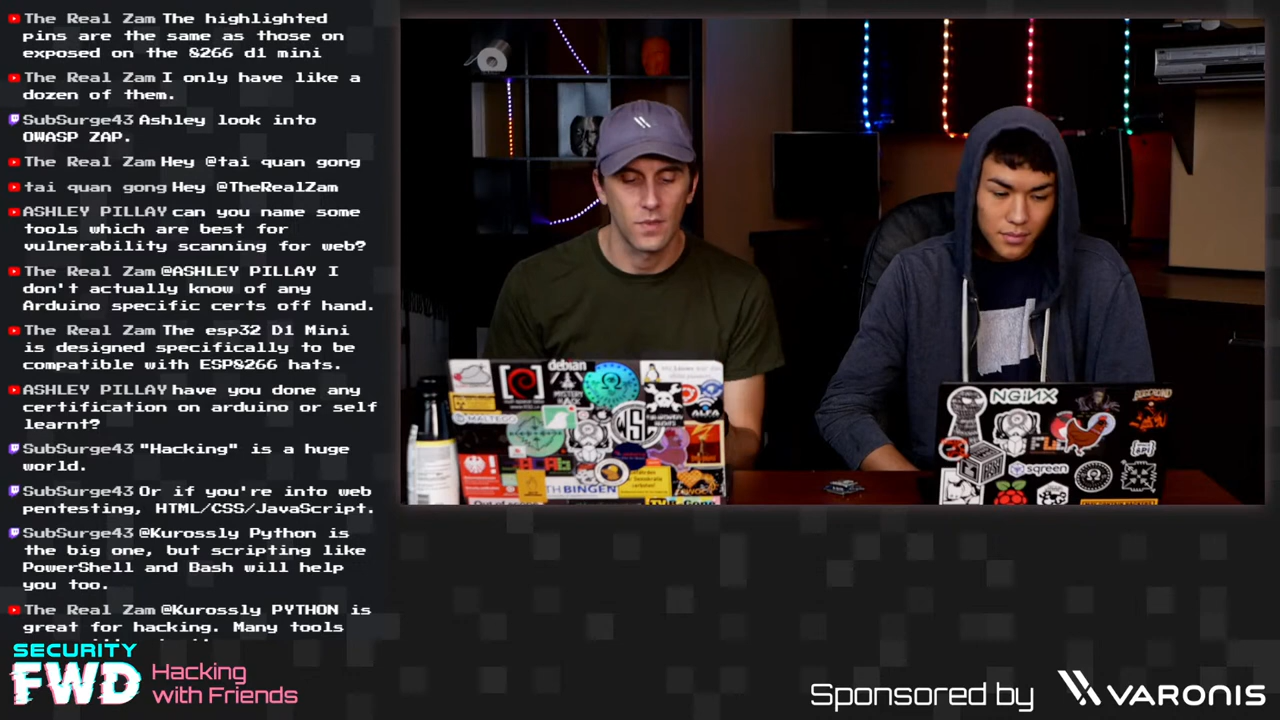 The Real Zam The highlighted
pins are the same as those on
exposed on the 8266 d1 mini
The Real Zam I only have like a
dozen of them.
SubSurge43 Ashley look into
OWASP ZAP.
The Real Zam Hey @tai quan gong
tai quan gong Hey @TheRealZam
ASHLEY PILLAY can you name some
tools which are best for
vulnerability scanning for web?
The Real Zam @ASHLEY PILLAY I
don't actually know of any
Arduino specific certs off hand.
The Real Zam The esp32 D1 Mini
is designed specifically to be
compatible with ESP8266 hats.
ASHLEY PILLAY have you done any
certification on arduino or self
learnt?
SubSurge43 "Hacking" is a huge
world.
SubSurge43 Or if you're into web
pentesting, HTML/CSS/JavaScript.
SubSurge43 @Kurossly Python is
the big one, but scripting like
PowerShell and Bash will help
you too.
The Real Zam @Kurossly PYTHON is
great for hacking. Many tools
SECURITY
FWD
Hacking
with Friends
debian
MALTEGO
WSL
ALFA
TH BINGEN
NGINX
sqreen
Sponsored by
VARONIS